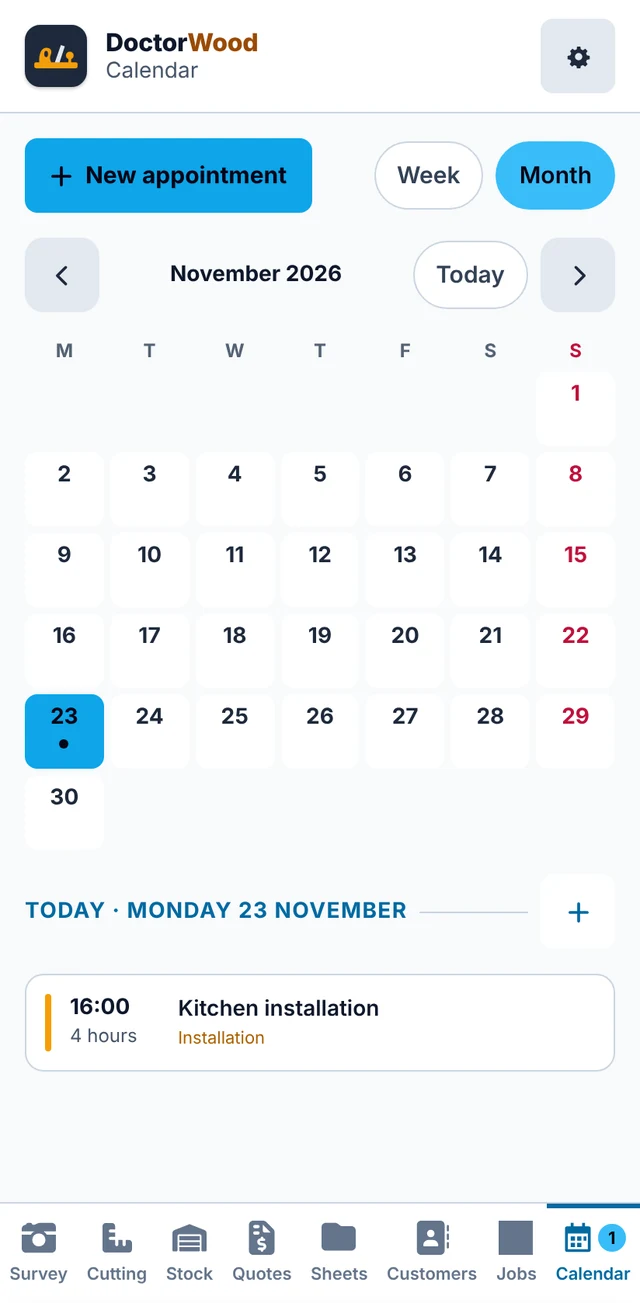 DoctorWood
Calendar
+ New appointment
Week
Month
November 2026
Today
M T W T F S S
1
2 3 4 5 6 7 8
9 10 11 12 13 14 15
16 17 18 19 20 21 22
23 24 25 26 27 28 29
30
TODAY · MONDAY 23 NOVEMBER
+
16:00 Kitchen installation
4 hours Installation
1
Survey Cutting Stock Quotes Sheets Customers Jobs Calendar